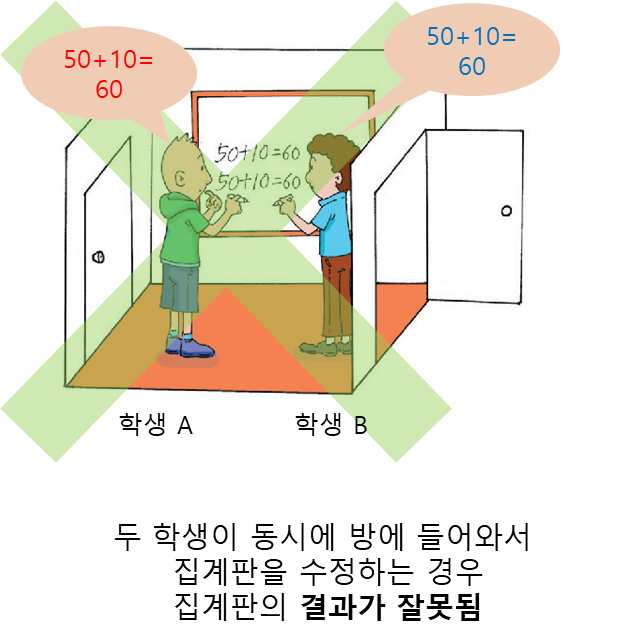 50+10=
60
50+10=
60
50+10=60
50+10=60
학생 A
학생 B
두 학생이 동시에 방에 들어와서
집계판을 수정하는 경우
집계판의 결과가 잘못됨